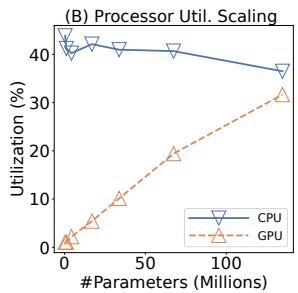 (B) Processor Util. Scaling
40
30
20
10
0
Utilization (%)
0 50 100
#Parameters (Millions)
CPU
GPU